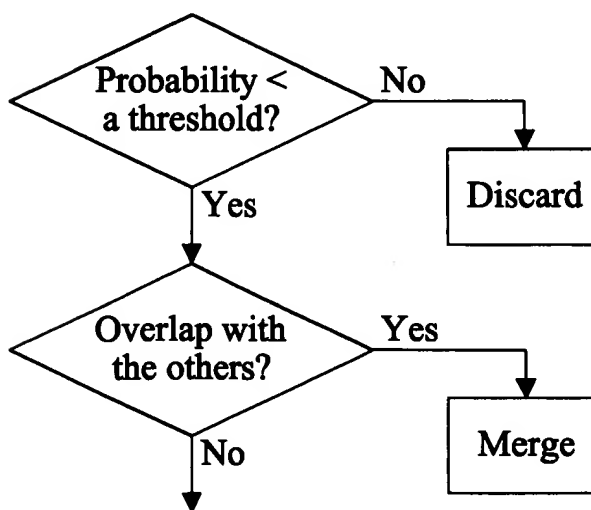 Probability <
a threshold?
No
Discard
Yes
Overlap with
the others?
Yes
Merge
No